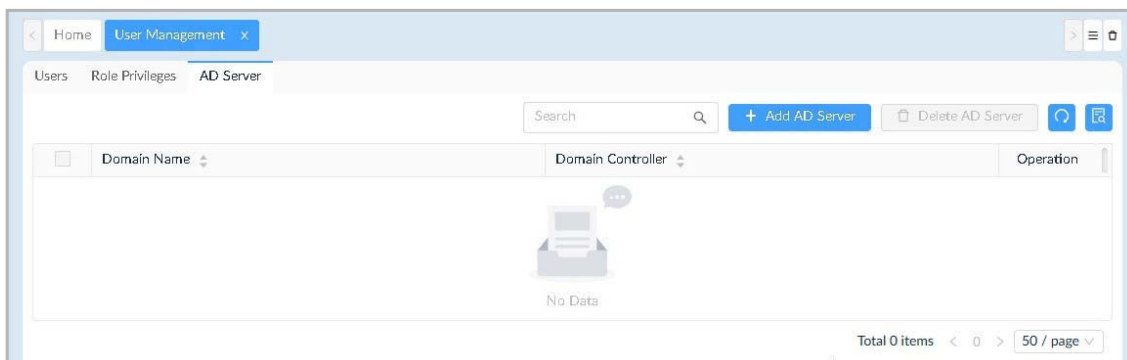 Home User Management x
Users Role Privileges AD Server
Search + Add AD Server Delete AD Server
Domain Name Domain Controller Operation
No Data
Total 0 items < 0 > 50 / page